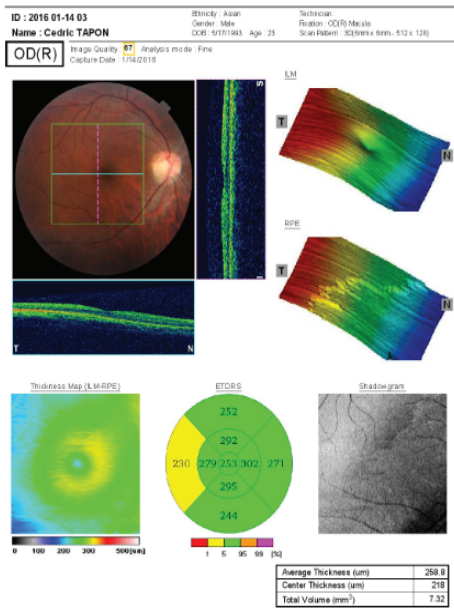 ID : 2016 01-14 03
Name : Cedric TAPON
Ethnicity : Asian
Gender : Male
DOB : 5/17/1993 Age : 23
Technician :
Fixation : OD(R) Macula
Scan Pattern : 3D(6mm x 6mm - 512 x 128)
OD(R)
Image Quality : 67 Analysis mode : Fine
Capture Date : 1/14/2016
ILM
S
I
T
N
RPE
T
N
T
N
Thickness Map (ILM-RPE)
0 100 200 300 400 500[um]
ETDRS
252
292
230 279 253 302 271
295
244
1 5 95 99 [%]
Shadowgram
Average Thickness (um) 258.8
Center Thickness (um) 218
Total Volume (mm³) 7.32